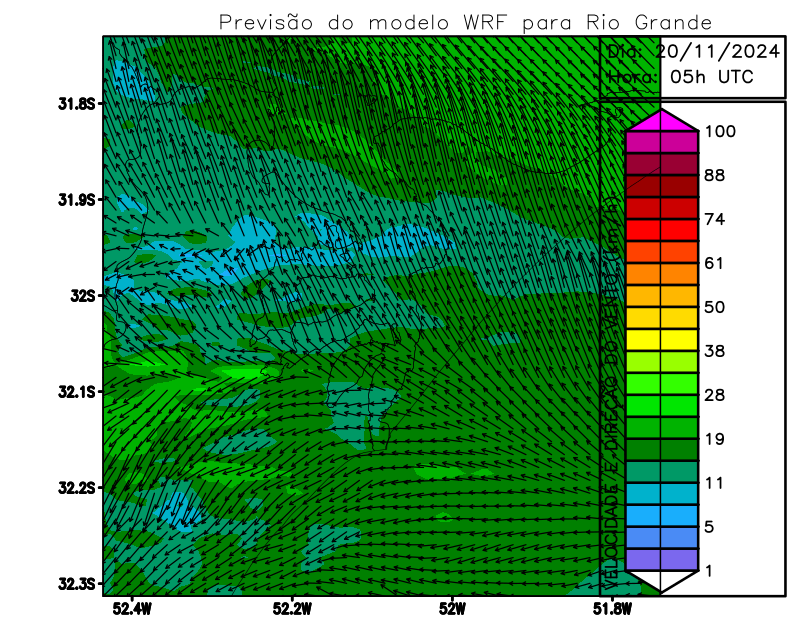 Previsão do modelo WRF para Rio Grande
Dia: 20/11/2024
Hora: 05h UTC
31.8S
31.9S
32S
32.1S
32.2S
32.3S
52.4W
52.2W
52W
51.8W
VELOCIDADE E DIREÇÃO DO VENTO (km/h):
100
88
74
61
50
38
28
19
11
5
1